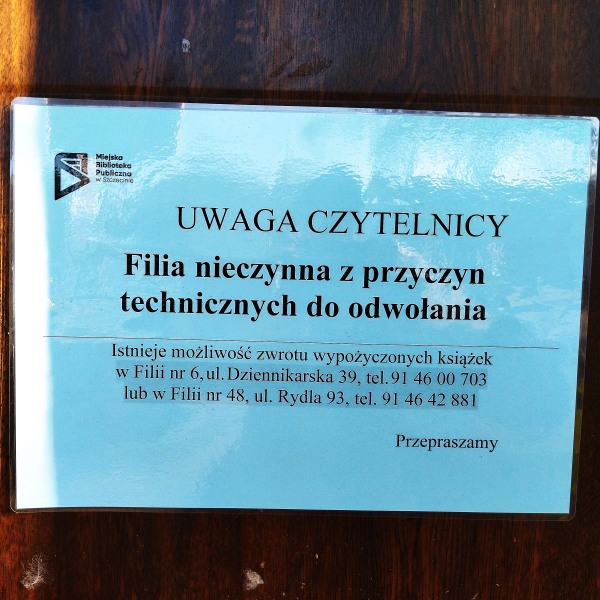 Miejska
Biblioteka
Publiczna
w Szczecinie
UWAGA CZYTELNICY
Filia nieczynna z przyczyn
technicznych do odwołania
Istnieje możliwość zwrotu wypożyczonych książek
w Filii nr 6, ul. Dziennikarska 39, tel. 91 46 00 703
lub w Filii nr 48, ul. Rydla 93, tel. 91 46 42 881
Przepraszamy